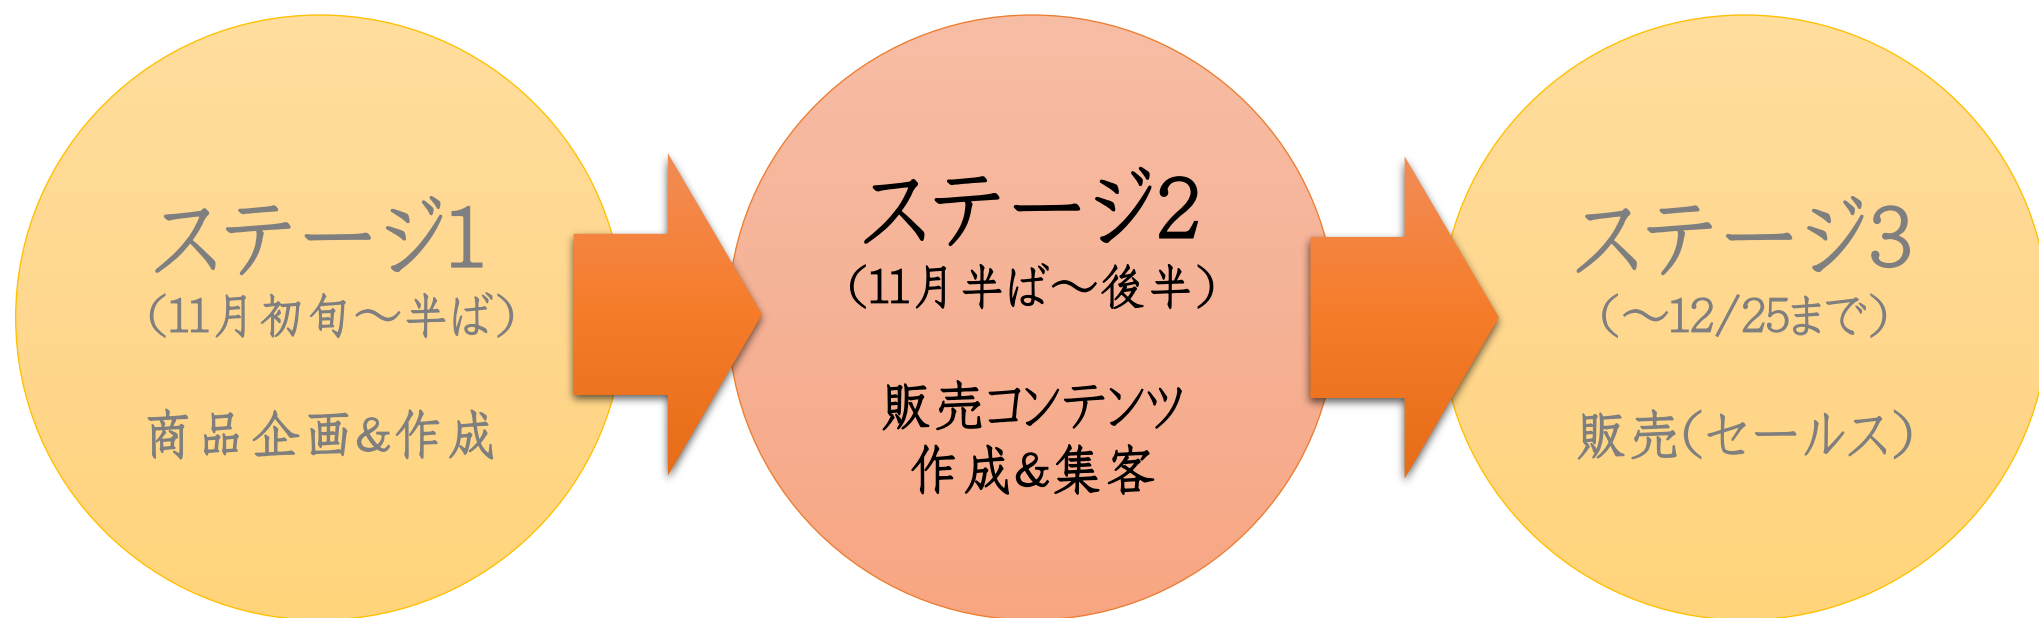 ステージ1
（11月初旬～半ば）
商品企画&作成
ステージ2
（11月半ば～後半）
販売コンテンツ
作成&集客
ステージ3
（～12/25まで）
販売(セールス)